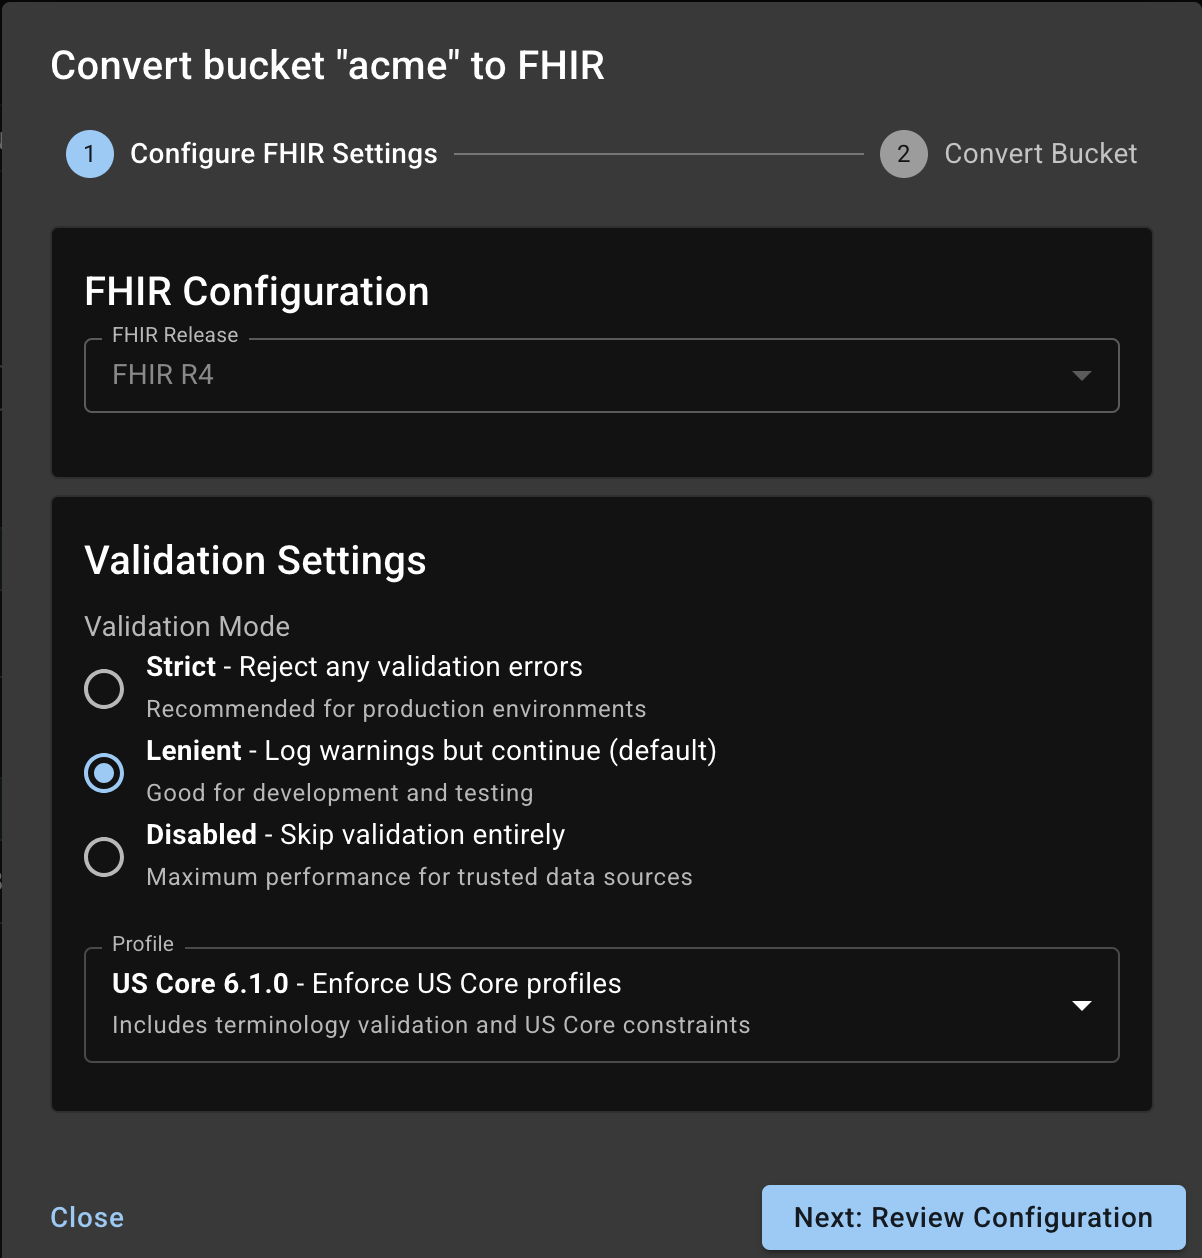 Convert bucket "acme" to FHIR
1 Configure FHIR Settings
2 Convert Bucket
FHIR Configuration
FHIR Release
FHIR R4
Validation Settings
Validation Mode
Strict - Reject any validation errors
Recommended for production environments
Lenient - Log warnings but continue (default)
Good for development and testing
Disabled - Skip validation entirely
Maximum performance for trusted data sources
Profile
US Core 6.1.0 - Enforce US Core profiles
Includes terminology validation and US Core constraints
Close
Next: Review Configuration